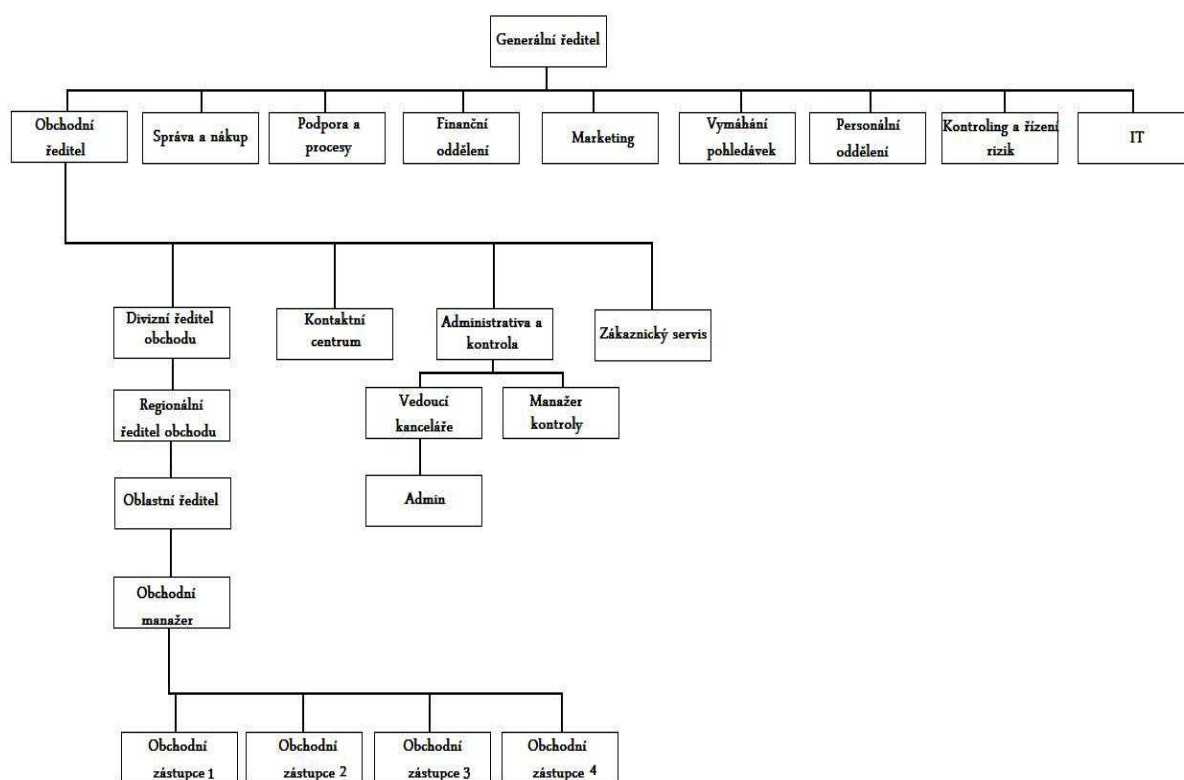 Generální ředitel
Obchodní
ředitel
Správa a nákup
Podpora a
procesy
Finanční
oddělení
Marketing
Vymáhání
pohledávek
Personální
oddělení
Kontroling a řízení
rizik
IT
Divizní ředitel
obchodu
Kontaktní
centrum
Administrativa a
kontrola
Zákaznický servis
Regionální
ředitel obchodu
Vedoucí
kanceláře
Manažer
kontroly
Oblastní ředitel
Admin
Obchodní
manažer
Obchodní
zástupce 1
Obchodní
zástupce 2
Obchodní
zástupce 3
Obchodní
zástupce 4